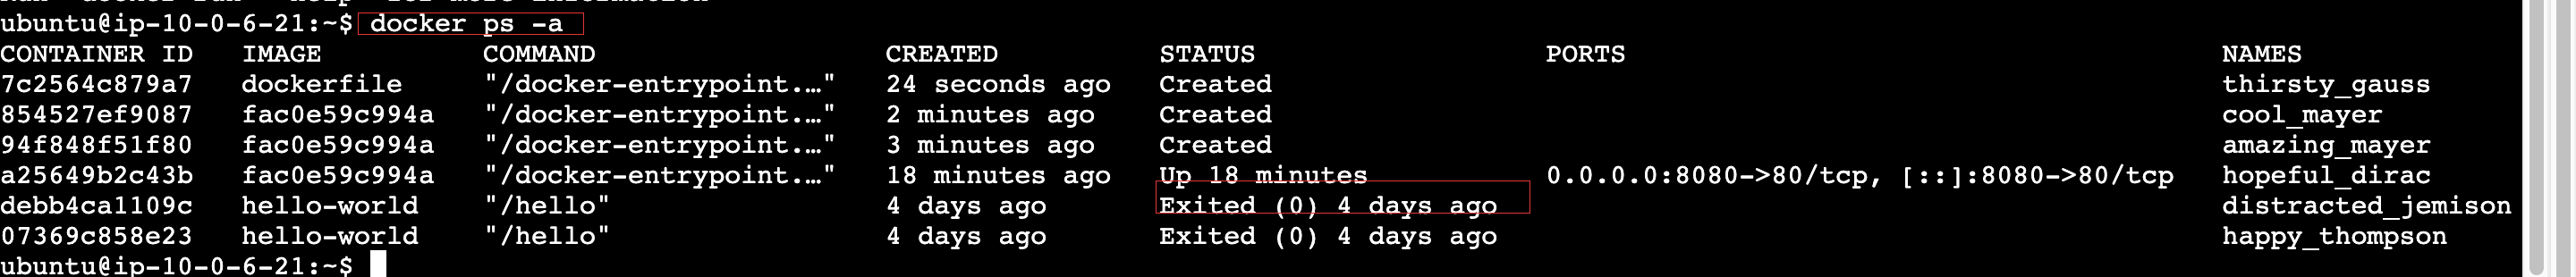 ubuntu@ip-10-0-6-21:~$ docker ps -a
CONTAINER ID   IMAGE          COMMAND                  CREATED          STATUS                  PORTS                                     NAMES
7c2564c879a7   dockerfile     "/docker-entrypoint.…"   24 seconds ago   Created                                                           thirsty_gauss
854527ef9087   fac0e59c994a   "/docker-entrypoint.…"   2 minutes ago    Created                                                           cool_mayer
94f848f51f80   fac0e59c994a   "/docker-entrypoint.…"   3 minutes ago    Created                                                           amazing_mayer
a25649b2c43b   fac0e59c994a   "/docker-entrypoint.…"   18 minutes ago   Up 18 minutes           0.0.0.0:8080->80/tcp, [::]:8080->80/tcp   hopeful_dirac
debb4ca1109c   hello-world    "/hello"                 4 days ago       Exited (0) 4 days ago                                             distracted_jemison
07369c858e23   hello-world    "/hello"                 4 days ago       Exited (0) 4 days ago                                             happy_thompson
ubuntu@ip-10-0-6-21:~$